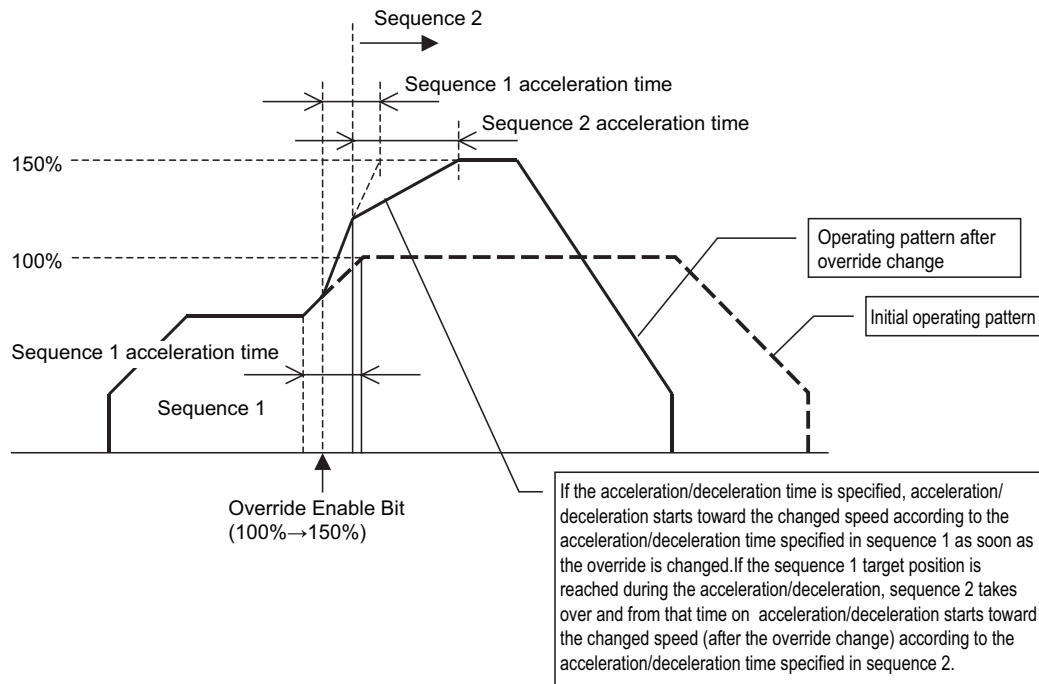 Sequence 2
Sequence 1 acceleration time
Sequence 2 acceleration time
150%
100%
Operating pattern after
override change
Initial operating pattern
Sequence 1 acceleration time
Sequence 1
Override Enable Bit
(100%→150%)
If the acceleration/deceleration time is specified, acceleration/
deceleration starts toward the changed speed according to the
acceleration/deceleration time specified in sequence 1 as soon as
the override is changed.If the sequence 1 target position is
reached during the acceleration/deceleration, sequence 2 takes
over and from that time on  acceleration/deceleration starts toward
the changed speed (after the override change) according to the
acceleration/deceleration time specified in sequence 2.